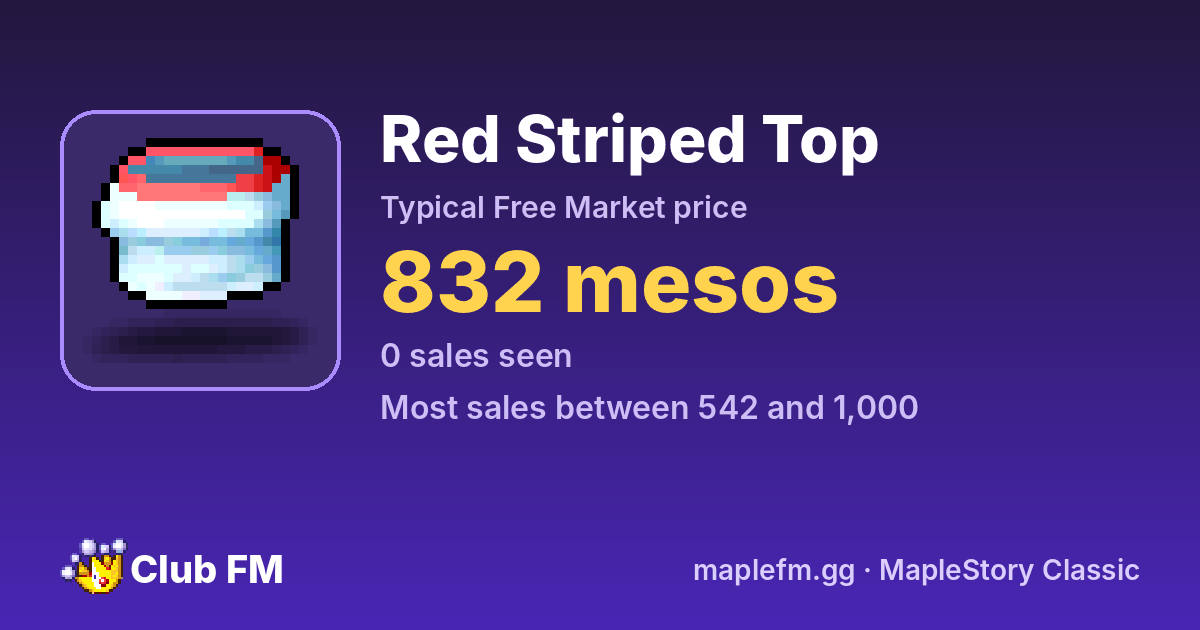 Red Striped Top
Typical Free Market price
832 mesos
0 sales seen
Most sales between 542 and 1,000
Club FM
maplefm.gg · MapleStory Classic